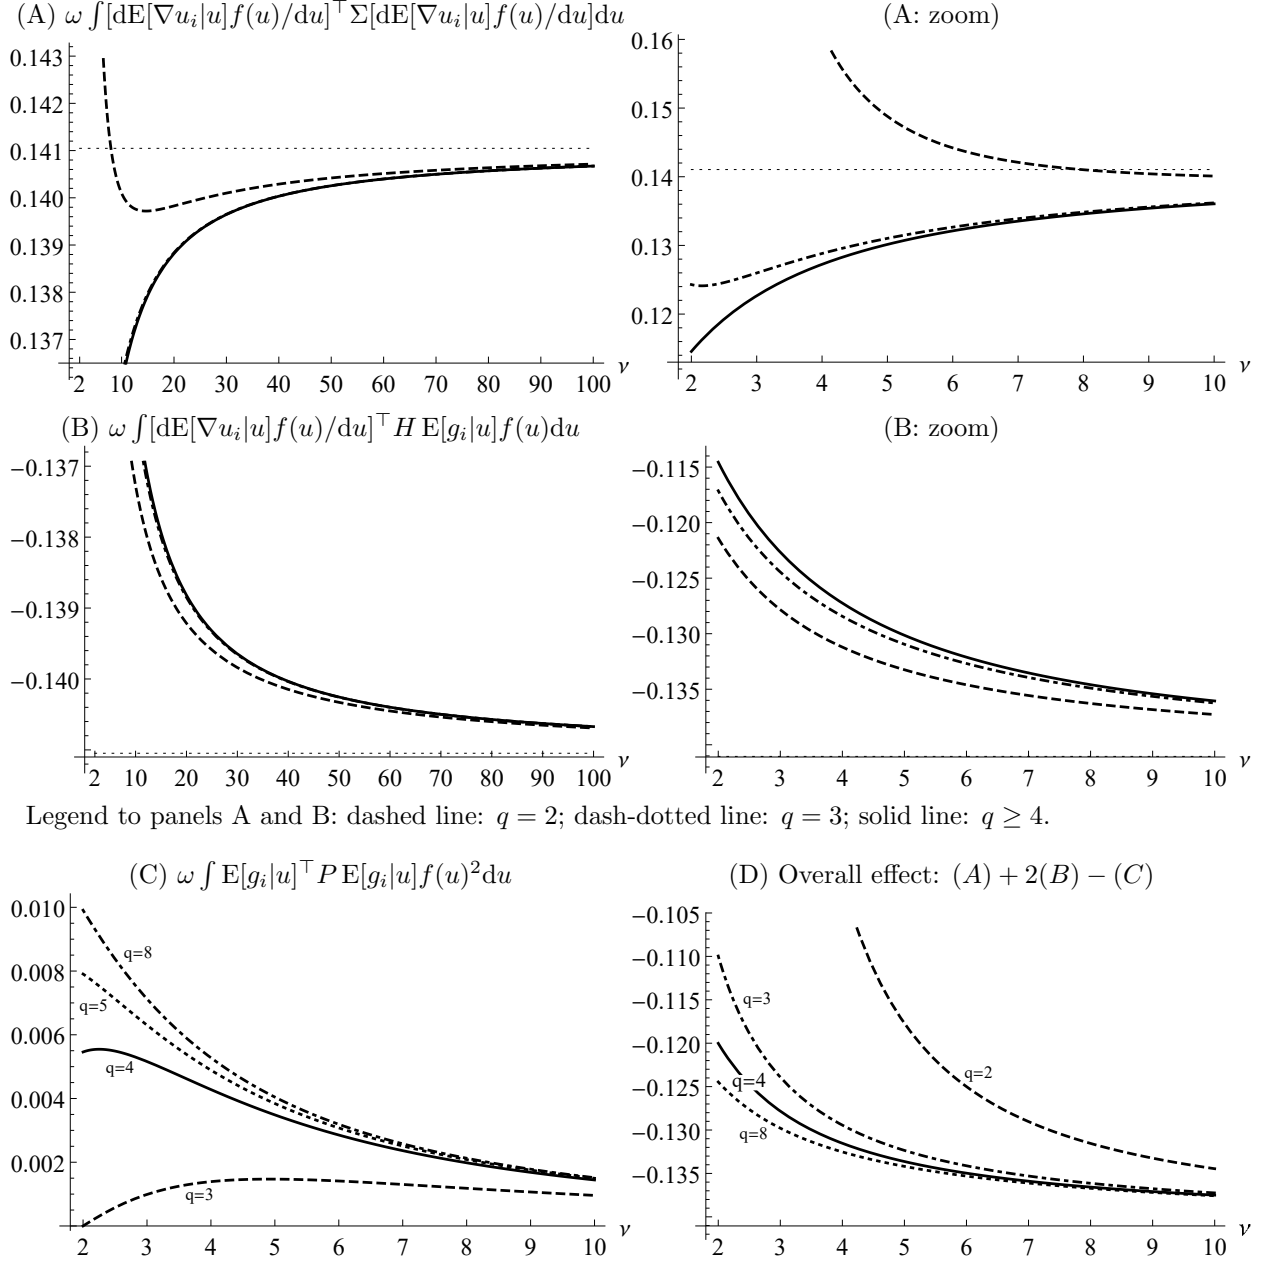 (A) ω ∫[dE[∇uᵢ|u]f(u)/du]⊤Σ[dE[∇uᵢ|u]f(u)/du]du
(A: zoom)
0.143
0.142
0.141
0.140
0.139
0.138
0.137
2 10 20 30 40 50 60 70 80 90 100 ν
0.16
0.15
0.14
0.13
0.12
2 3 4 5 6 7 8 9 10 ν
(B) ω ∫[dE[∇uᵢ|u]f(u)/du]⊤H E[gᵢ|u]f(u)du
(B: zoom)
−0.137
−0.138
−0.139
−0.140
2 10 20 30 40 50 60 70 80 90 100 ν
−0.115
−0.120
−0.125
−0.130
−0.135
2 3 4 5 6 7 8 9 10 ν
Legend to panels A and B: dashed line: q = 2; dash-dotted line: q = 3; solid line: q ≥ 4.
(C) ω ∫ E[gᵢ|u]⊤P E[gᵢ|u]f(u)²du
(D) Overall effect: (A) + 2(B) − (C)
0.010
0.008
0.006
0.004
0.002
q=8
q=5
q=4
q=3
2 3 4 5 6 7 8 9 10 ν
−0.105
−0.110
−0.115
−0.120
−0.125
−0.130
−0.135
q=3
q=2
q=4
q=8
2 3 4 5 6 7 8 9 10 ν